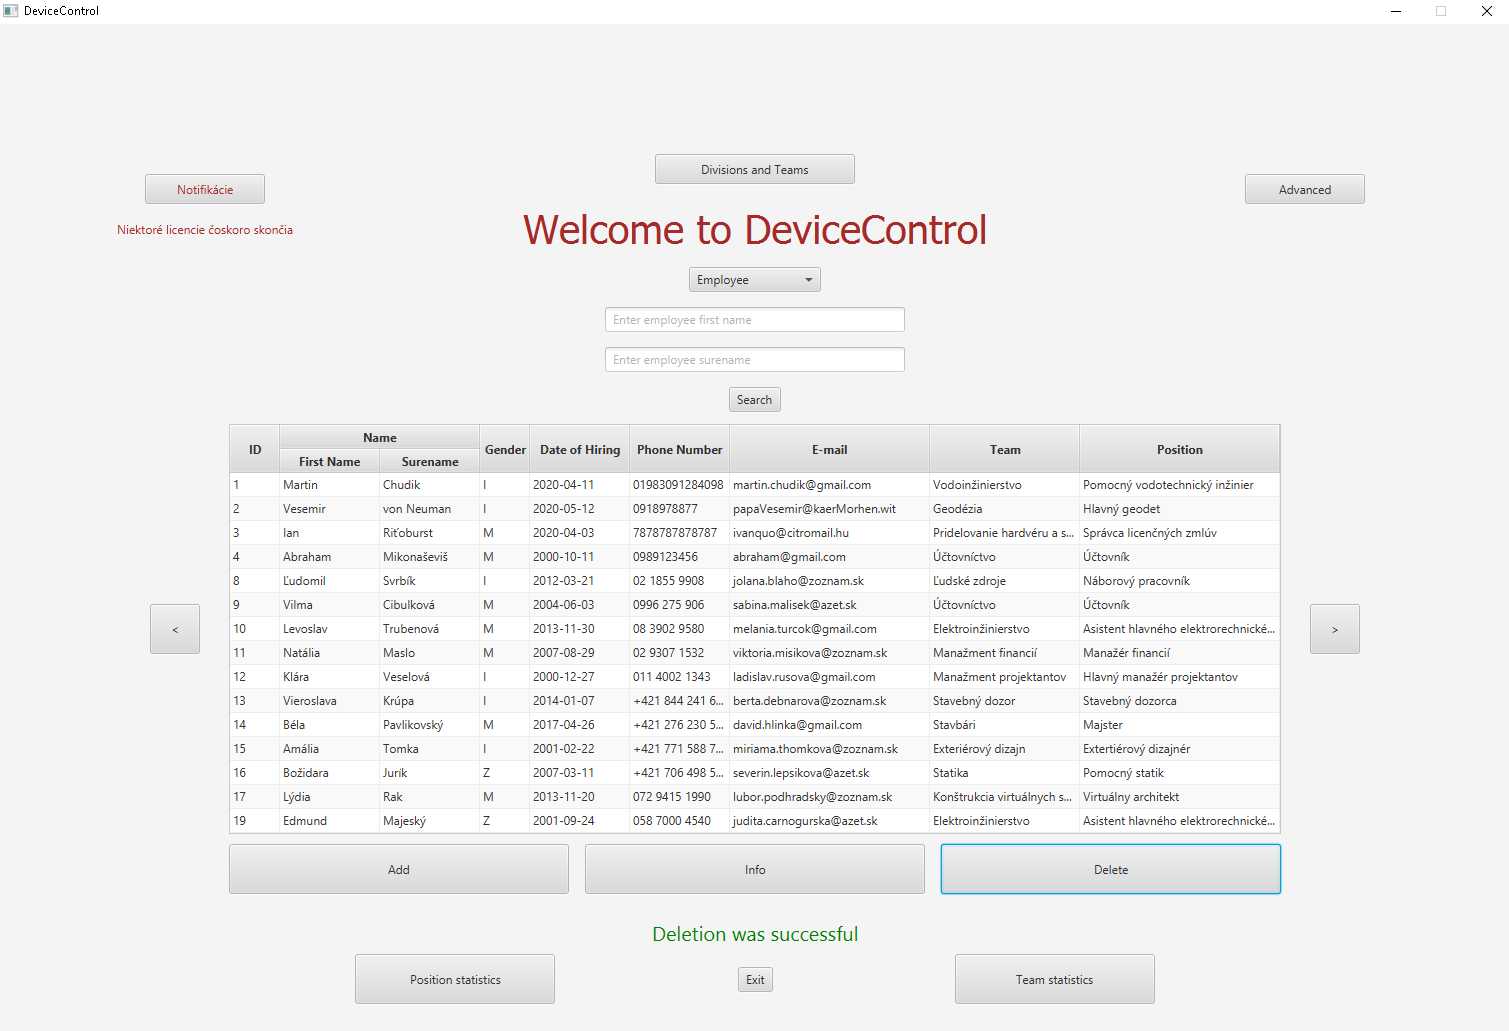 DeviceControl
Divisions and Teams
Notifikácie
Advanced
Niektoré licencie čoskoro skončia
Welcome to DeviceControl
Employee
Enter employee first name
Enter employee surename
Search
ID Name Gender Date of Hiring Phone Number E-mail Team Position
First Name Surename
1 Martin Chudik I 2020-04-11 01983091284098 martin.chudik@gmail.com Vodoinžinierstvo Pomocný vodotechnický inžinier
2 Vesemir von Neuman I 2020-05-12 0918978877 papaVesemir@kaerMorhen.wit Geodézia Hlavný geodet
3 Ian Riťoburst M 2020-04-03 7878787878787 ivanquo@citromail.hu Pridelovanie hardvéru a s... Správca licenčných zmlúv
4 Abraham Mikonaševiš M 2000-10-11 0989123456 abraham@gmail.com Účtovníctvo Účtovník
8 Ľudomil Svrbík I 2012-03-21 02 1855 9908 jolana.blaho@zoznam.sk Ľudské zdroje Náborový pracovník
9 Vilma Cibulková M 2004-06-03 0996 275 906 sabina.malisek@azet.sk Účtovníctvo Účtovník
10 Levoslav Trubenová M 2013-11-30 08 3902 9580 melania.turcok@gmail.com Elektroinžinierstvo Asistent hlavného elektrorechnické...
11 Natália Maslo M 2007-08-29 02 9307 1532 viktoria.misikova@zoznam.sk Manažment financií Manažér financií
12 Klára Veselová I 2000-12-27 011 4002 1343 ladislav.rusova@gmail.com Manažment projektantov Hlavný manažér projektantov
13 Vieroslava Krúpa I 2014-01-07 +421 844 241 6... berta.debnarova@zoznam.sk Stavebný dozor Stavebný dozorca
14 Béla Pavlikovský M 2017-04-26 +421 276 230 5... david.hlinka@gmail.com Stavbári Majster
15 Amália Tomka I 2001-02-22 +421 771 588 7... miriama.thomkova@zoznam.sk Exteriérový dizajn Extertiérový dizajnér
16 Božidara Jurík Z 2007-03-11 +421 706 498 5... severin.lepsikova@azet.sk Statika Pomocný statik
17 Lýdia Rak M 2013-11-20 072 9415 1990 lubor.podhradsky@zoznam.sk Konštrukcia virtuálnych s... Virtuálny architekt
19 Edmund Majeský Z 2001-09-24 058 7000 4540 judita.carnogurska@azet.sk Elektroinžinierstvo Asistent hlavného elektrorechnické...
< >
Add Info Delete
Deletion was successful
Position statistics Exit Team statistics